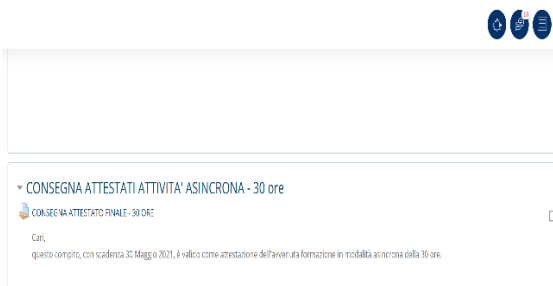 CONSEGNA ATTESTATI ATTIVITA' ASINCRONA - 30 ore
CONSEGNA ATTESTATO FINALE - 30 ORE
Cari,
questo compito, con scadenza 30 Maggio 2021, è valido come attestazione dell'avvenuta formazione in modalità asincrona della 30 ore.